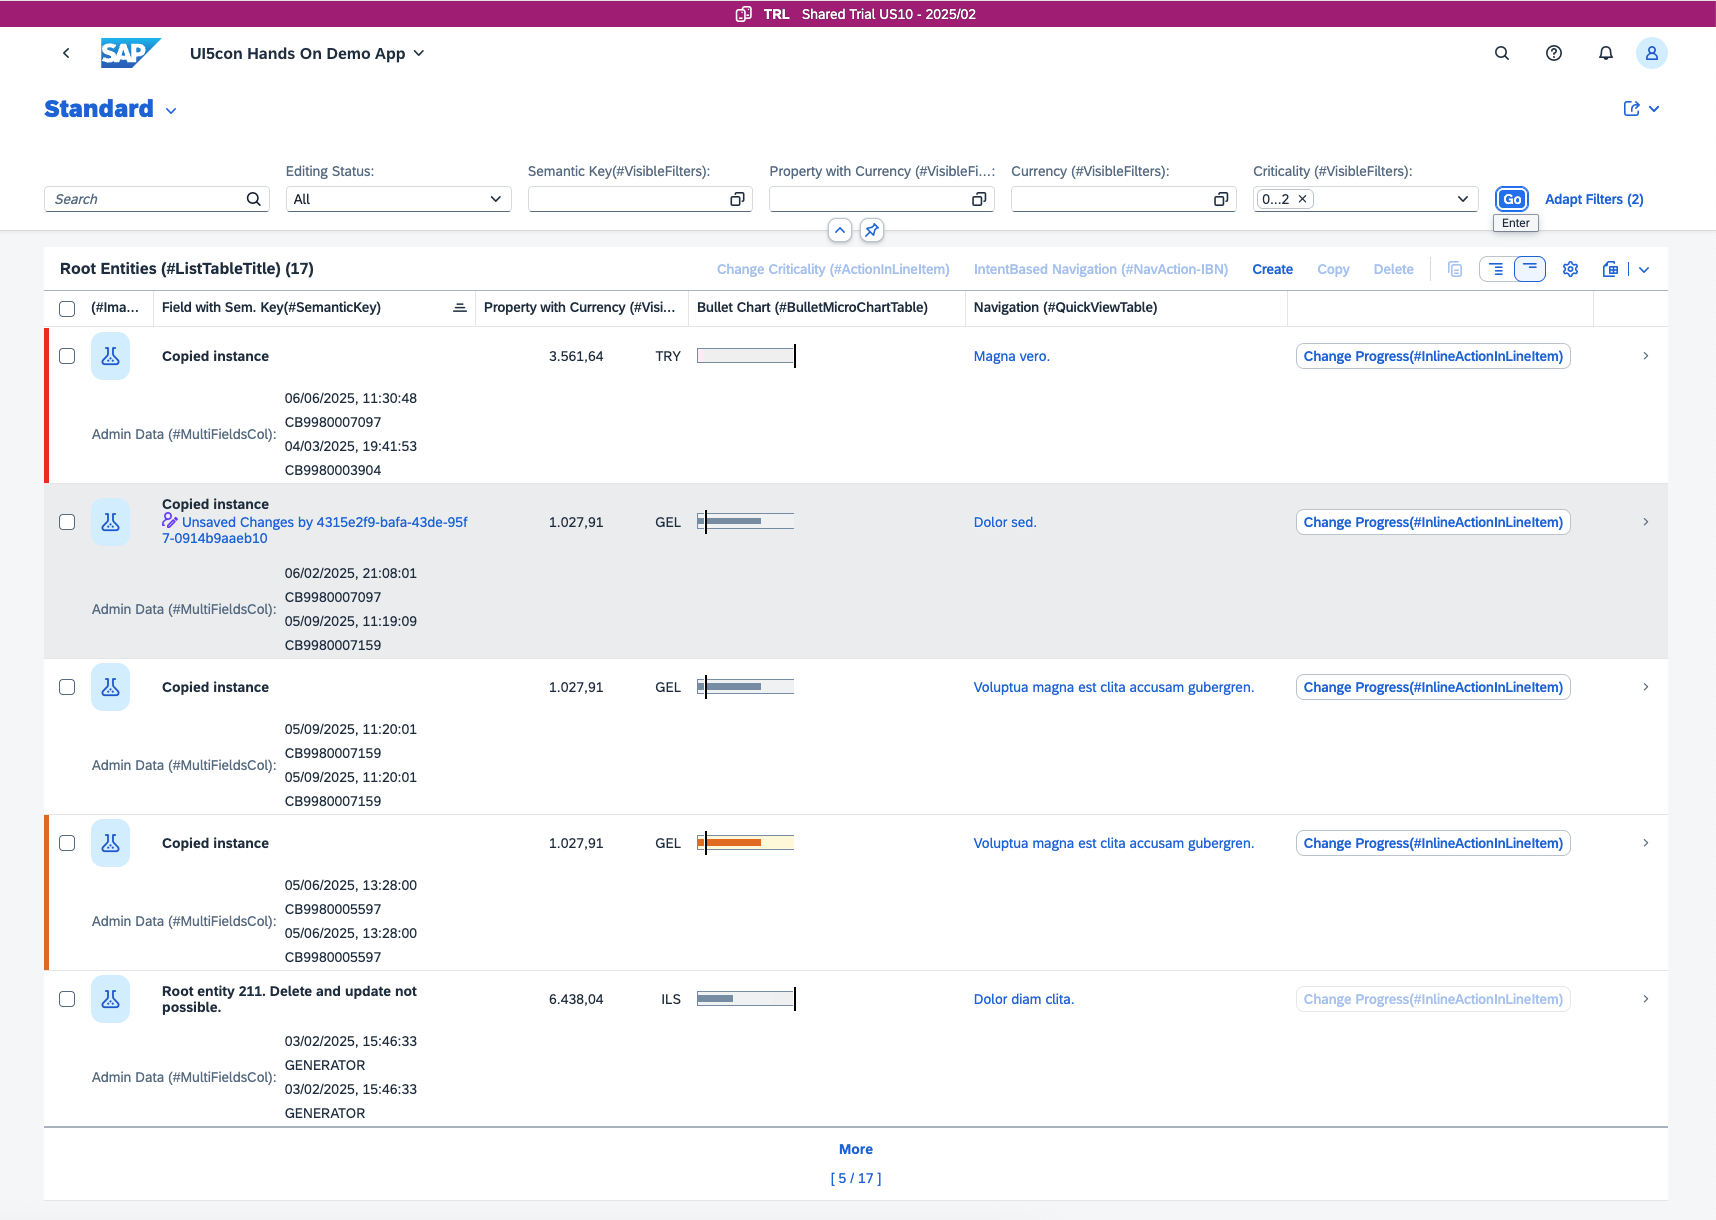 TRL Shared Trial US10 - 2025/02
SAP UI5con Hands On Demo App
Standard
Editing Status:
Semantic Key(#VisibleFilters):
Property with Currency (#VisibleFi...:
Currency (#VisibleFilters):
Criticality (#VisibleFilters):
Search
All
0...2
Go
Adapt Filters (2)
Enter
Root Entities (#ListTableTitle) (17)
Change Criticality (#ActionInLineItem)
IntentBased Navigation (#NavAction-IBN)
Create
Copy
Delete
(#Ima...
Field with Sem. Key(#SemanticKey)
Property with Currency (#Visi...
Bullet Chart (#BulletMicroChartTable)
Navigation (#QuickViewTable)
Copied instance
3.561,64 TRY
Magna vero.
Change Progress(#InlineActionInLineItem)
Admin Data (#MultiFieldsCol):
06/06/2025, 11:30:48
CB9980007097
04/03/2025, 19:41:53
CB9980003904
Copied instance
Unsaved Changes by 4315e2f9-bafa-43de-95f
7-0914b9aaeb10
1.027,91 GEL
Dolor sed.
Change Progress(#InlineActionInLineItem)
Admin Data (#MultiFieldsCol):
06/02/2025, 21:08:01
CB9980007097
05/09/2025, 11:19:09
CB9980007159
Copied instance
1.027,91 GEL
Voluptua magna est clita accusam gubergren.
Change Progress(#InlineActionInLineItem)
Admin Data (#MultiFieldsCol):
05/09/2025, 11:20:01
CB9980007159
05/09/2025, 11:20:01
CB9980007159
Copied instance
1.027,91 GEL
Voluptua magna est clita accusam gubergren.
Change Progress(#InlineActionInLineItem)
Admin Data (#MultiFieldsCol):
05/06/2025, 13:28:00
CB9980005597
05/06/2025, 13:28:00
CB9980005597
Root entity 211. Delete and update not
possible.
6.438,04 ILS
Dolor diam clita.
Change Progress(#InlineActionInLineItem)
Admin Data (#MultiFieldsCol):
03/02/2025, 15:46:33
GENERATOR
03/02/2025, 15:46:33
GENERATOR
More
[ 5 / 17 ]